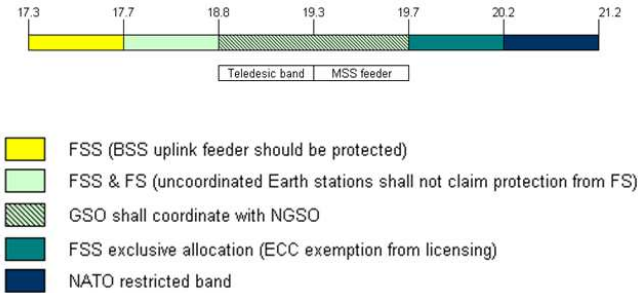 17.3 17.7 18.8 19.3 19.7 20.2 21.2
Teledesic band MSS feeder
FSS (BSS uplink feeder should be protected)
FSS & FS (uncoordinated Earth stations shall not claim protection from FS)
GSO shall coordinate with NGSO
FSS exclusive allocation (ECC exemption from licensing)
NATO restricted band